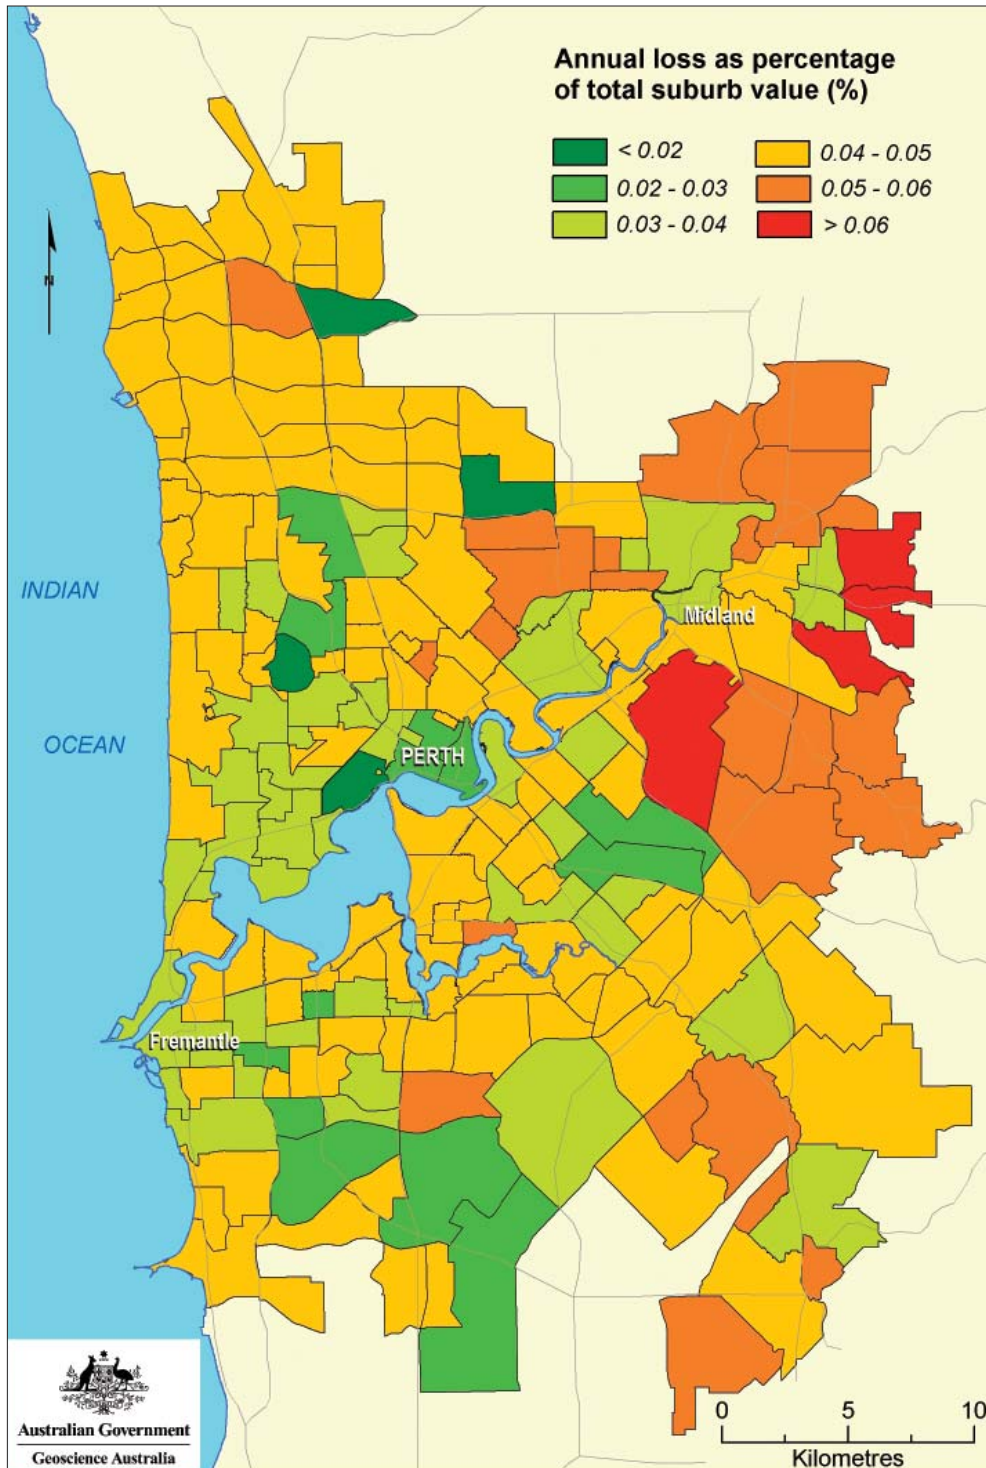 Annual loss as percentage
of total suburb value (%)
< 0.02
0.04 - 0.05
0.02 - 0.03
0.05 - 0.06
0.03 - 0.04
> 0.06
N
INDIAN
Midland
OCEAN
PERTH
Fremantle
Australian Government
Geoscience Australia
0 5 10
Kilometres